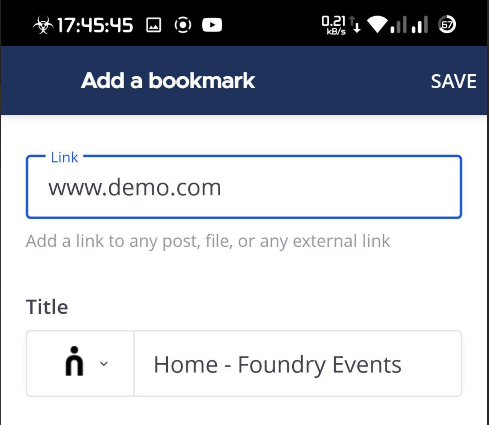 17:45:45
0.21
kB/s
67
Add a bookmark
SAVE
Link
www.demo.com
Add a link to any post, file, or any external link
Title
Home - Foundry Events